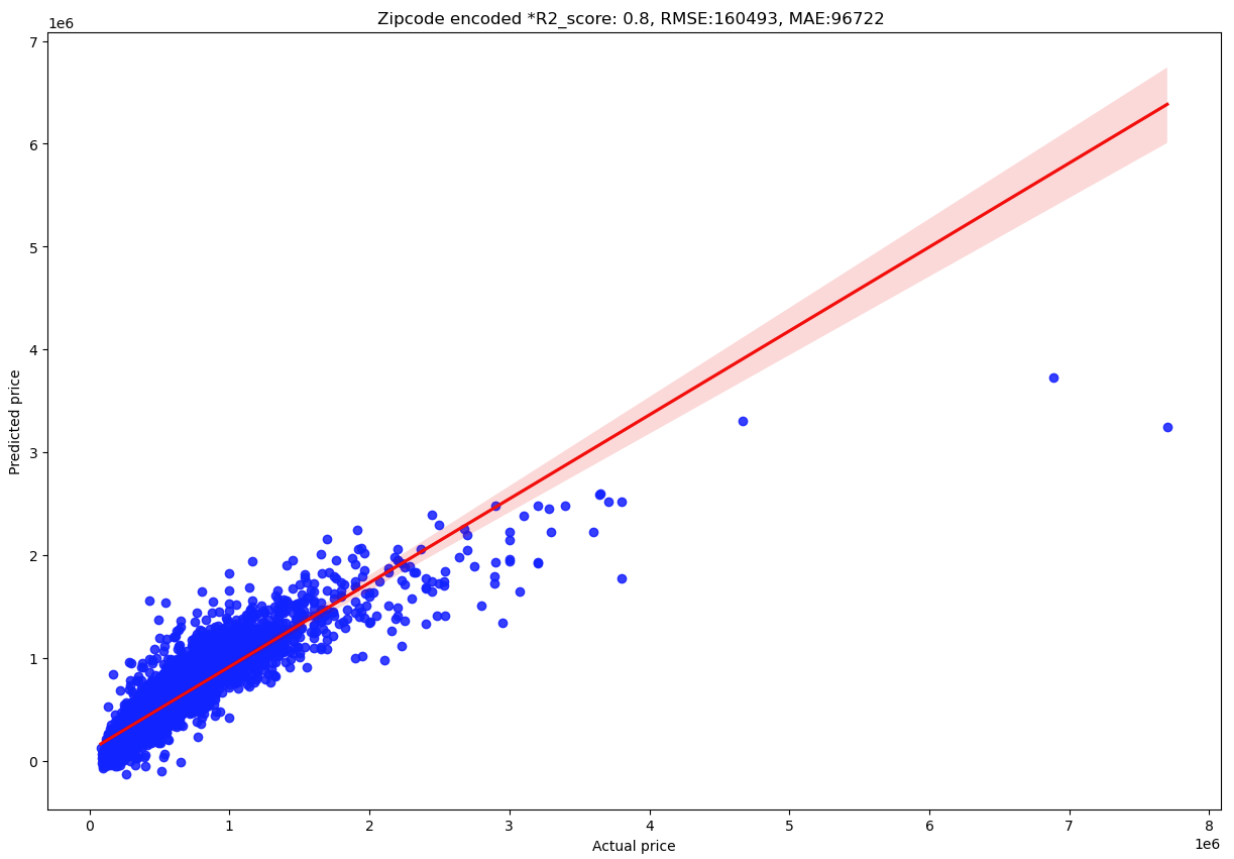 Zipcode encoded *R2_score: 0.8, RMSE:160493, MAE:96722
1e6
7
6
5
4
3
2
1
0
Predicted price
0 1 2 3 4 5 6 7 8
1e6
Actual price